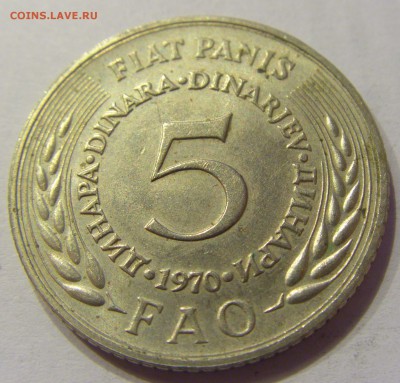 COINS.LAVE.RU
FIAT PANIS
ДИНАРА·DINARA·DINARJEV·ДИНАРИ
5
·1970·
FAO